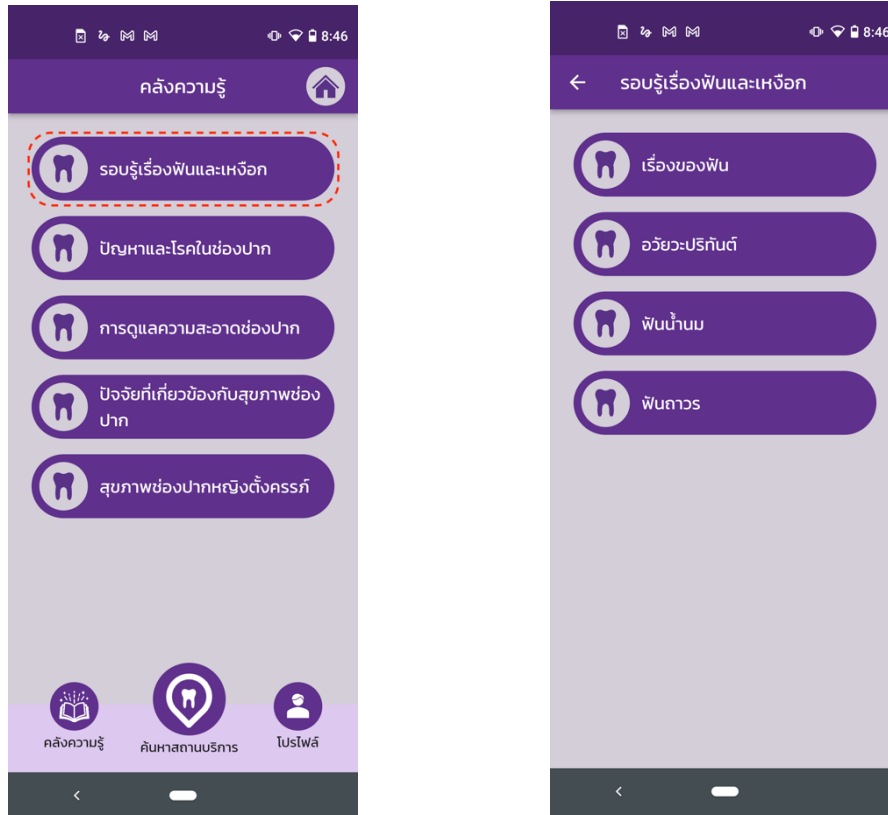 8:46
คลังความรู้
รอบรู้เรื่องฟันและเหงือก
ปัญหาและโรคในช่องปาก
การดูแลความสะอาดช่องปาก
ปัจจัยที่เกี่ยวข้องกับสุขภาพช่อง
ปาก
สุขภาพช่องปากหญิงตั้งครรภ์
คลังความรู้
ค้นหาสถานบริการ
โปรไฟล์
8:46
รอบรู้เรื่องฟันและเหงือก
เรื่องของฟัน
อวัยวะปริทันต์
ฟันน้ำนม
ฟันถาวร